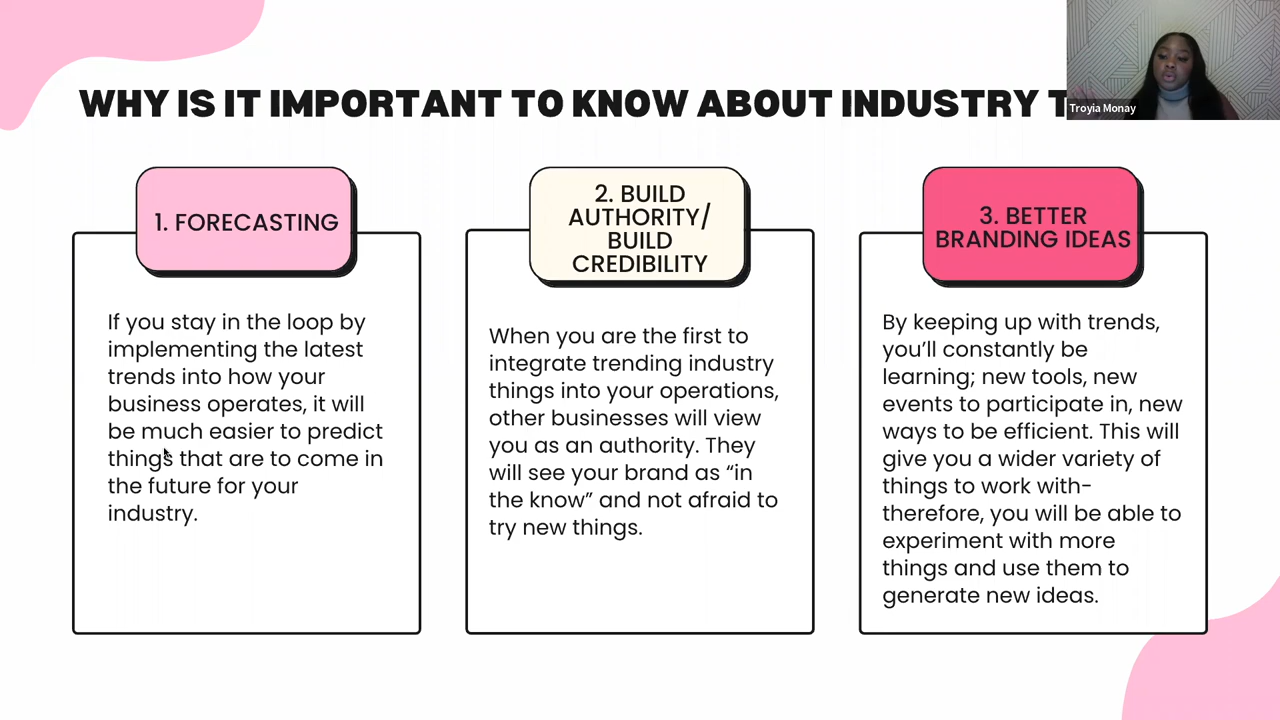 WHY IS IT IMPORTANT TO KNOW ABOUT INDUSTRY
Troyia Monay
1. FORECASTING
If you stay in the loop by
implementing the latest
trends into how your
business operates, it will
be much easier to predict
things that are to come in
the future for your
industry.
2. BUILD
AUTHORITY/
BUILD
CREDIBILITY
When you are the first to
integrate trending industry
things into your operations,
other businesses will view
you as an authority. They
will see your brand as “in
the know” and not afraid to
try new things.
3. BETTER
BRANDING IDEAS
By keeping up with trends,
you’ll constantly be
learning; new tools, new
events to participate in, new
ways to be efficient. This will
give you a wider variety of
things to work with-
therefore, you will be able to
experiment with more
things and use them to
generate new ideas.